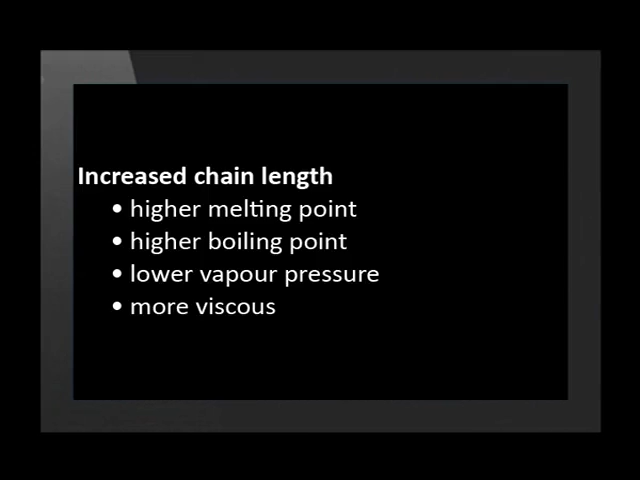 Increased chain length
• higher melting point
• higher boiling point
• lower vapour pressure
• more viscous